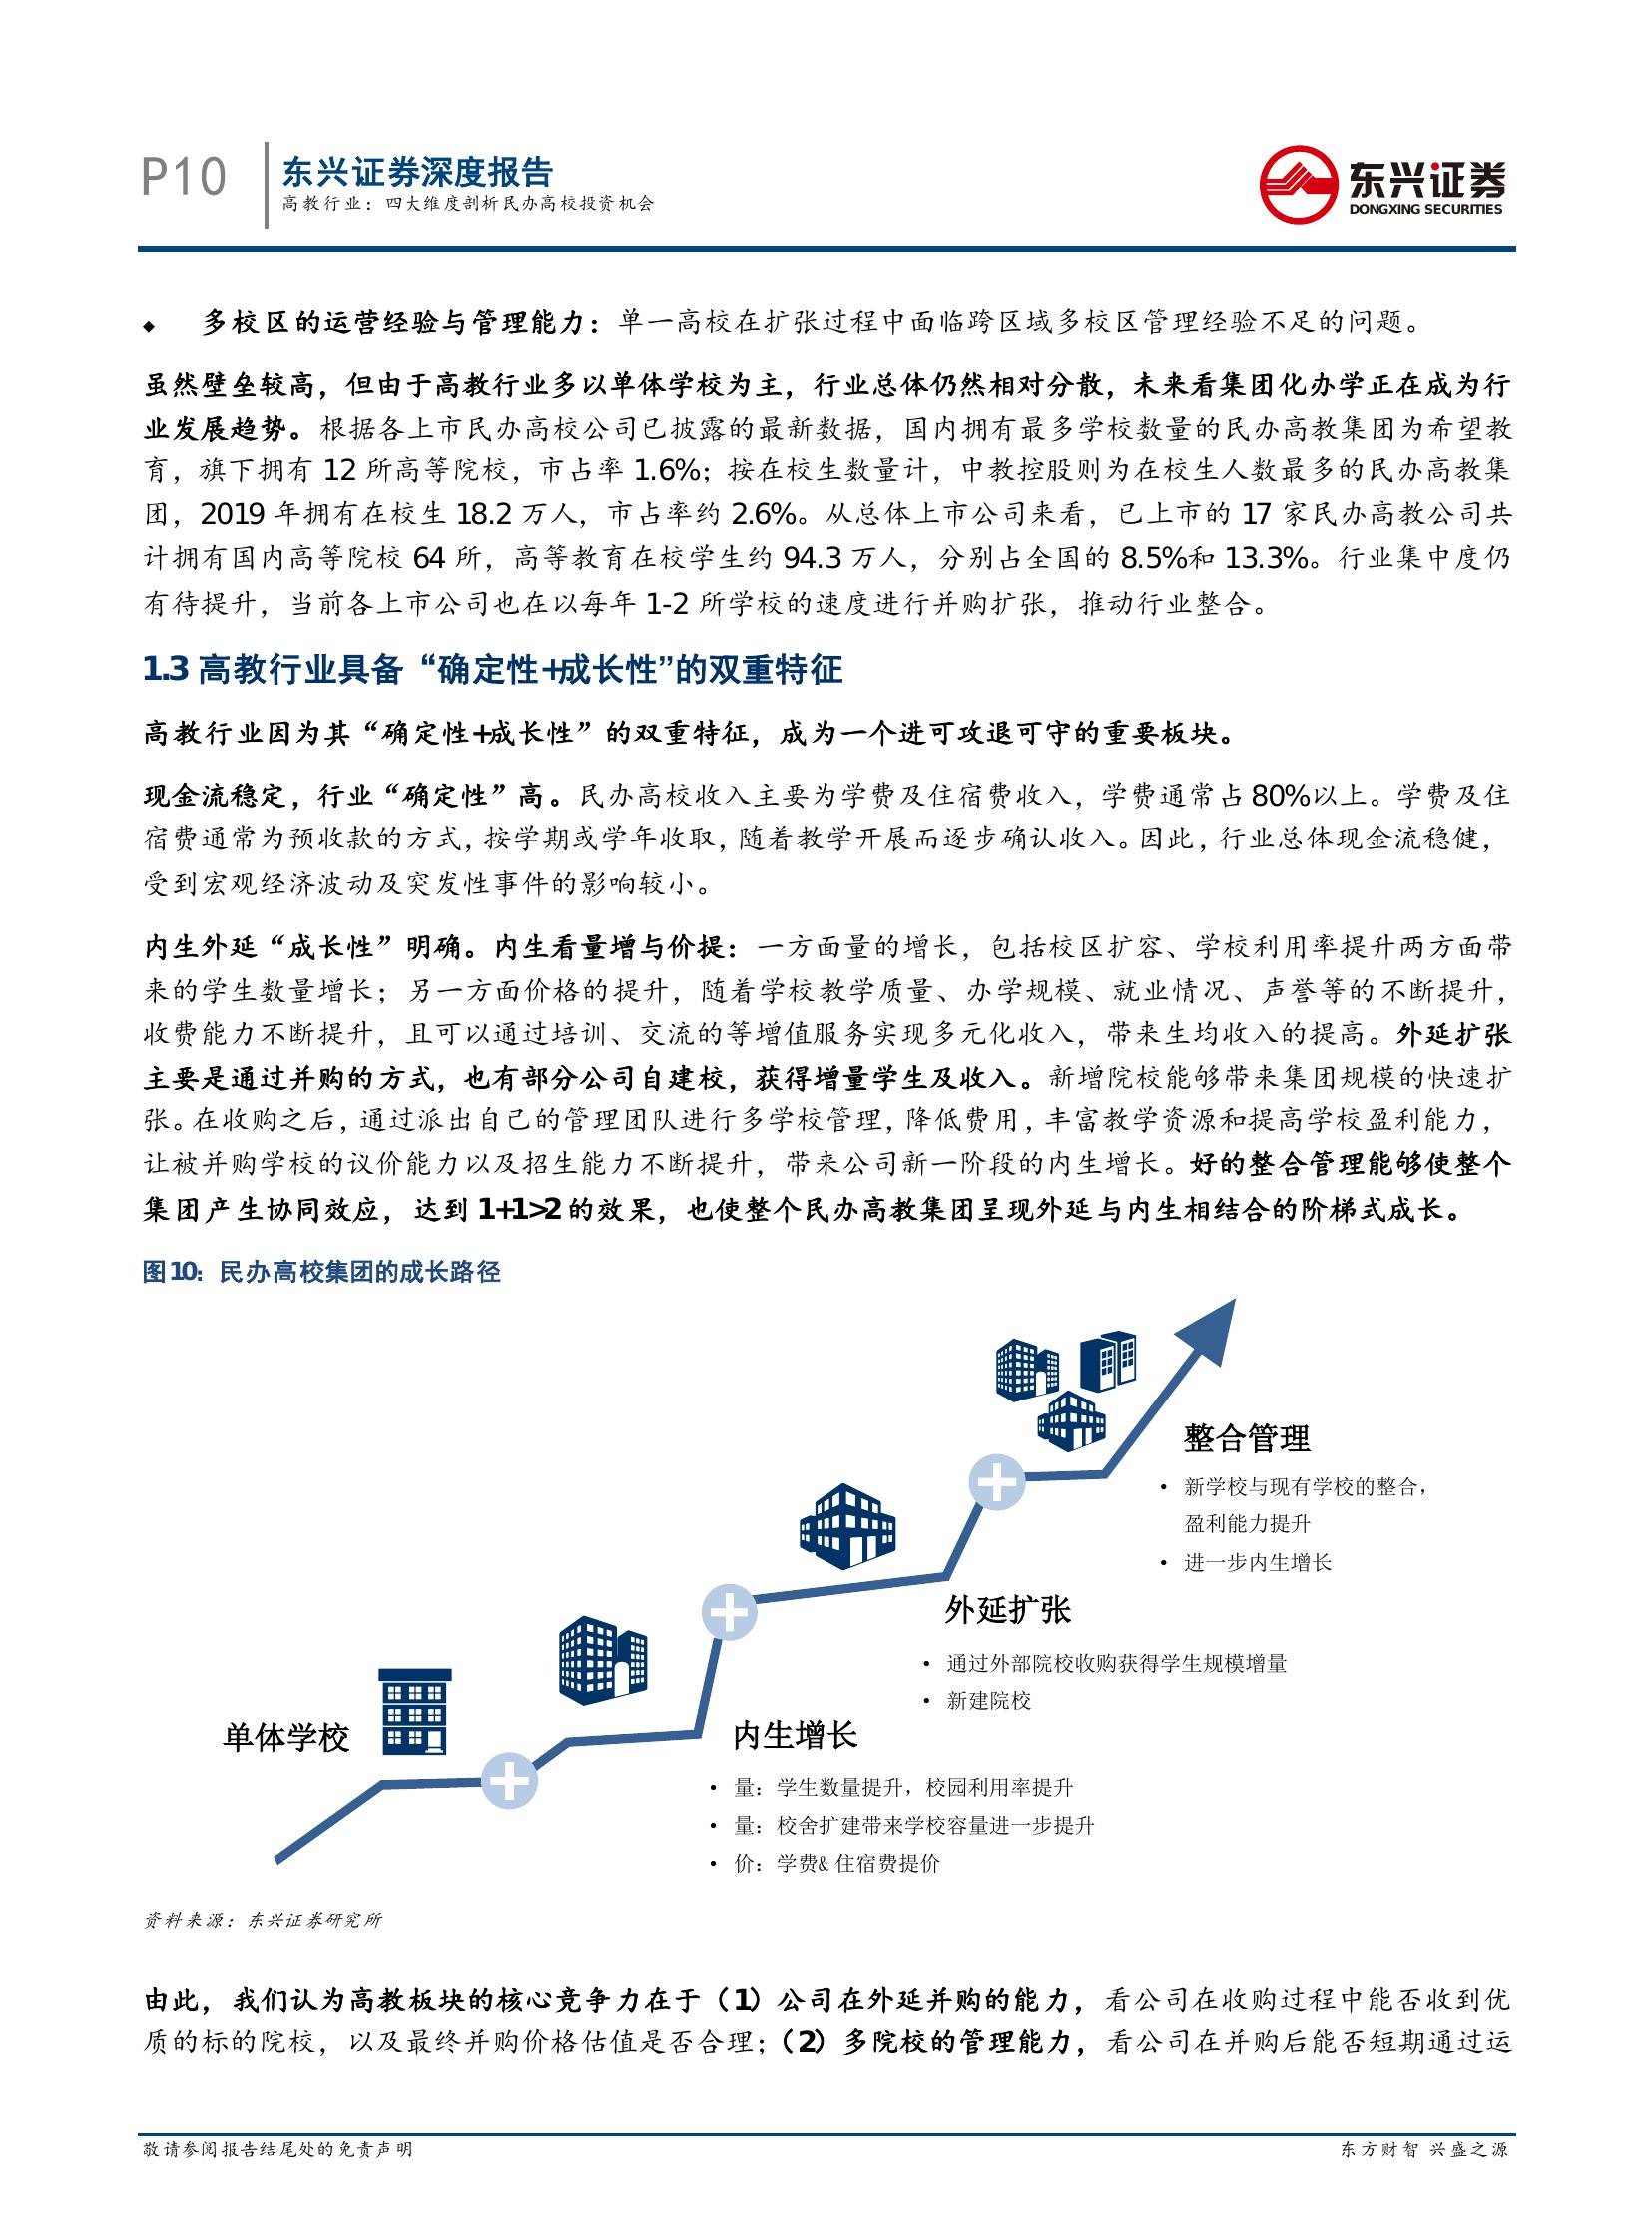 P10
东兴证券深度报告
高教行业：四大维度剖析民办高校投资机会
东兴证券
DONGXING SECURITIES
◆ 多校区的运营经验与管理能力：单一高校在扩张过程中面临跨区域多校区管理经验不足的问题。
虽然壁垒较高，但由于高教行业多以单体学校为主，行业总体仍然相对分散，未来看集团化办学正在成为行
业发展趋势。根据各上市民办高校公司已披露的最新数据，国内拥有最多学校数量的民办高教集团为希望教
育，旗下拥有 12 所高等院校，市占率 1.6%；按在校生数量计，中教控股则为在校生人数最多的民办高教集
团，2019 年拥有在校生 18.2 万人，市占率约 2.6%。从总体上市公司来看，已上市的 17 家民办高教公司共
计拥有国内高等院校 64 所，高等教育在校学生约 94.3 万人，分别占全国的 8.5%和 13.3%。行业集中度仍
有待提升，当前各上市公司也在以每年 1-2 所学校的速度进行并购扩张，推动行业整合。
1.3 高教行业具备“确定性+成长性”的双重特征
高教行业因为其“确定性+成长性”的双重特征，成为一个进可攻退可守的重要板块。
现金流稳定，行业“确定性”高。民办高校收入主要为学费及住宿费收入，学费通常占 80%以上。学费及住
宿费通常为预收款的方式，按学期或学年收取，随着教学开展而逐步确认收入。因此，行业总体现金流稳健，
受到宏观经济波动及突发性事件的影响较小。
内生外延“成长性”明确。内生看量增与价提：一方面量的增长，包括校区扩容、学校利用率提升两方面带
来的学生数量增长；另一方面价格的提升，随着学校教学质量、办学规模、就业情况、声誉等的不断提升，
收费能力不断提升，且可以通过培训、交流的等增值服务实现多元化收入，带来生均收入的提高。外延扩张
主要是通过并购的方式，也有部分公司自建校，获得增量学生及收入。新增院校能够带来集团规模的快速扩
张。在收购之后，通过派出自己的管理团队进行多学校管理，降低费用，丰富教学资源和提高学校盈利能力，
让被并购学校的议价能力以及招生能力不断提升，带来公司新一阶段的内生增长。好的整合管理能够使整个
集团产生协同效应，达到 1+1>2 的效果，也使整个民办高教集团呈现外延与内生相结合的阶梯式成长。
图 10：民办高校集团的成长路径
整合管理
• 新学校与现有学校的整合，
盈利能力提升
• 进一步内生增长
外延扩张
• 通过外部院校收购获得学生规模增量
• 新建院校
单体学校
内生增长
• 量：学生数量提升，校园利用率提升
• 量：校舍扩建带来学校容量进一步提升
• 价：学费& 住宿费提价
资料来源：东兴证券研究所
由此，我们认为高教板块的核心竞争力在于（1）公司在外延并购的能力，看公司在收购过程中能否收到优
质的标的院校，以及最终并购价格估值是否合理；（2）多院校的管理能力，看公司在并购后能否短期通过运
敬请参阅报告结尾处的免责声明
东方财智 兴盛之源